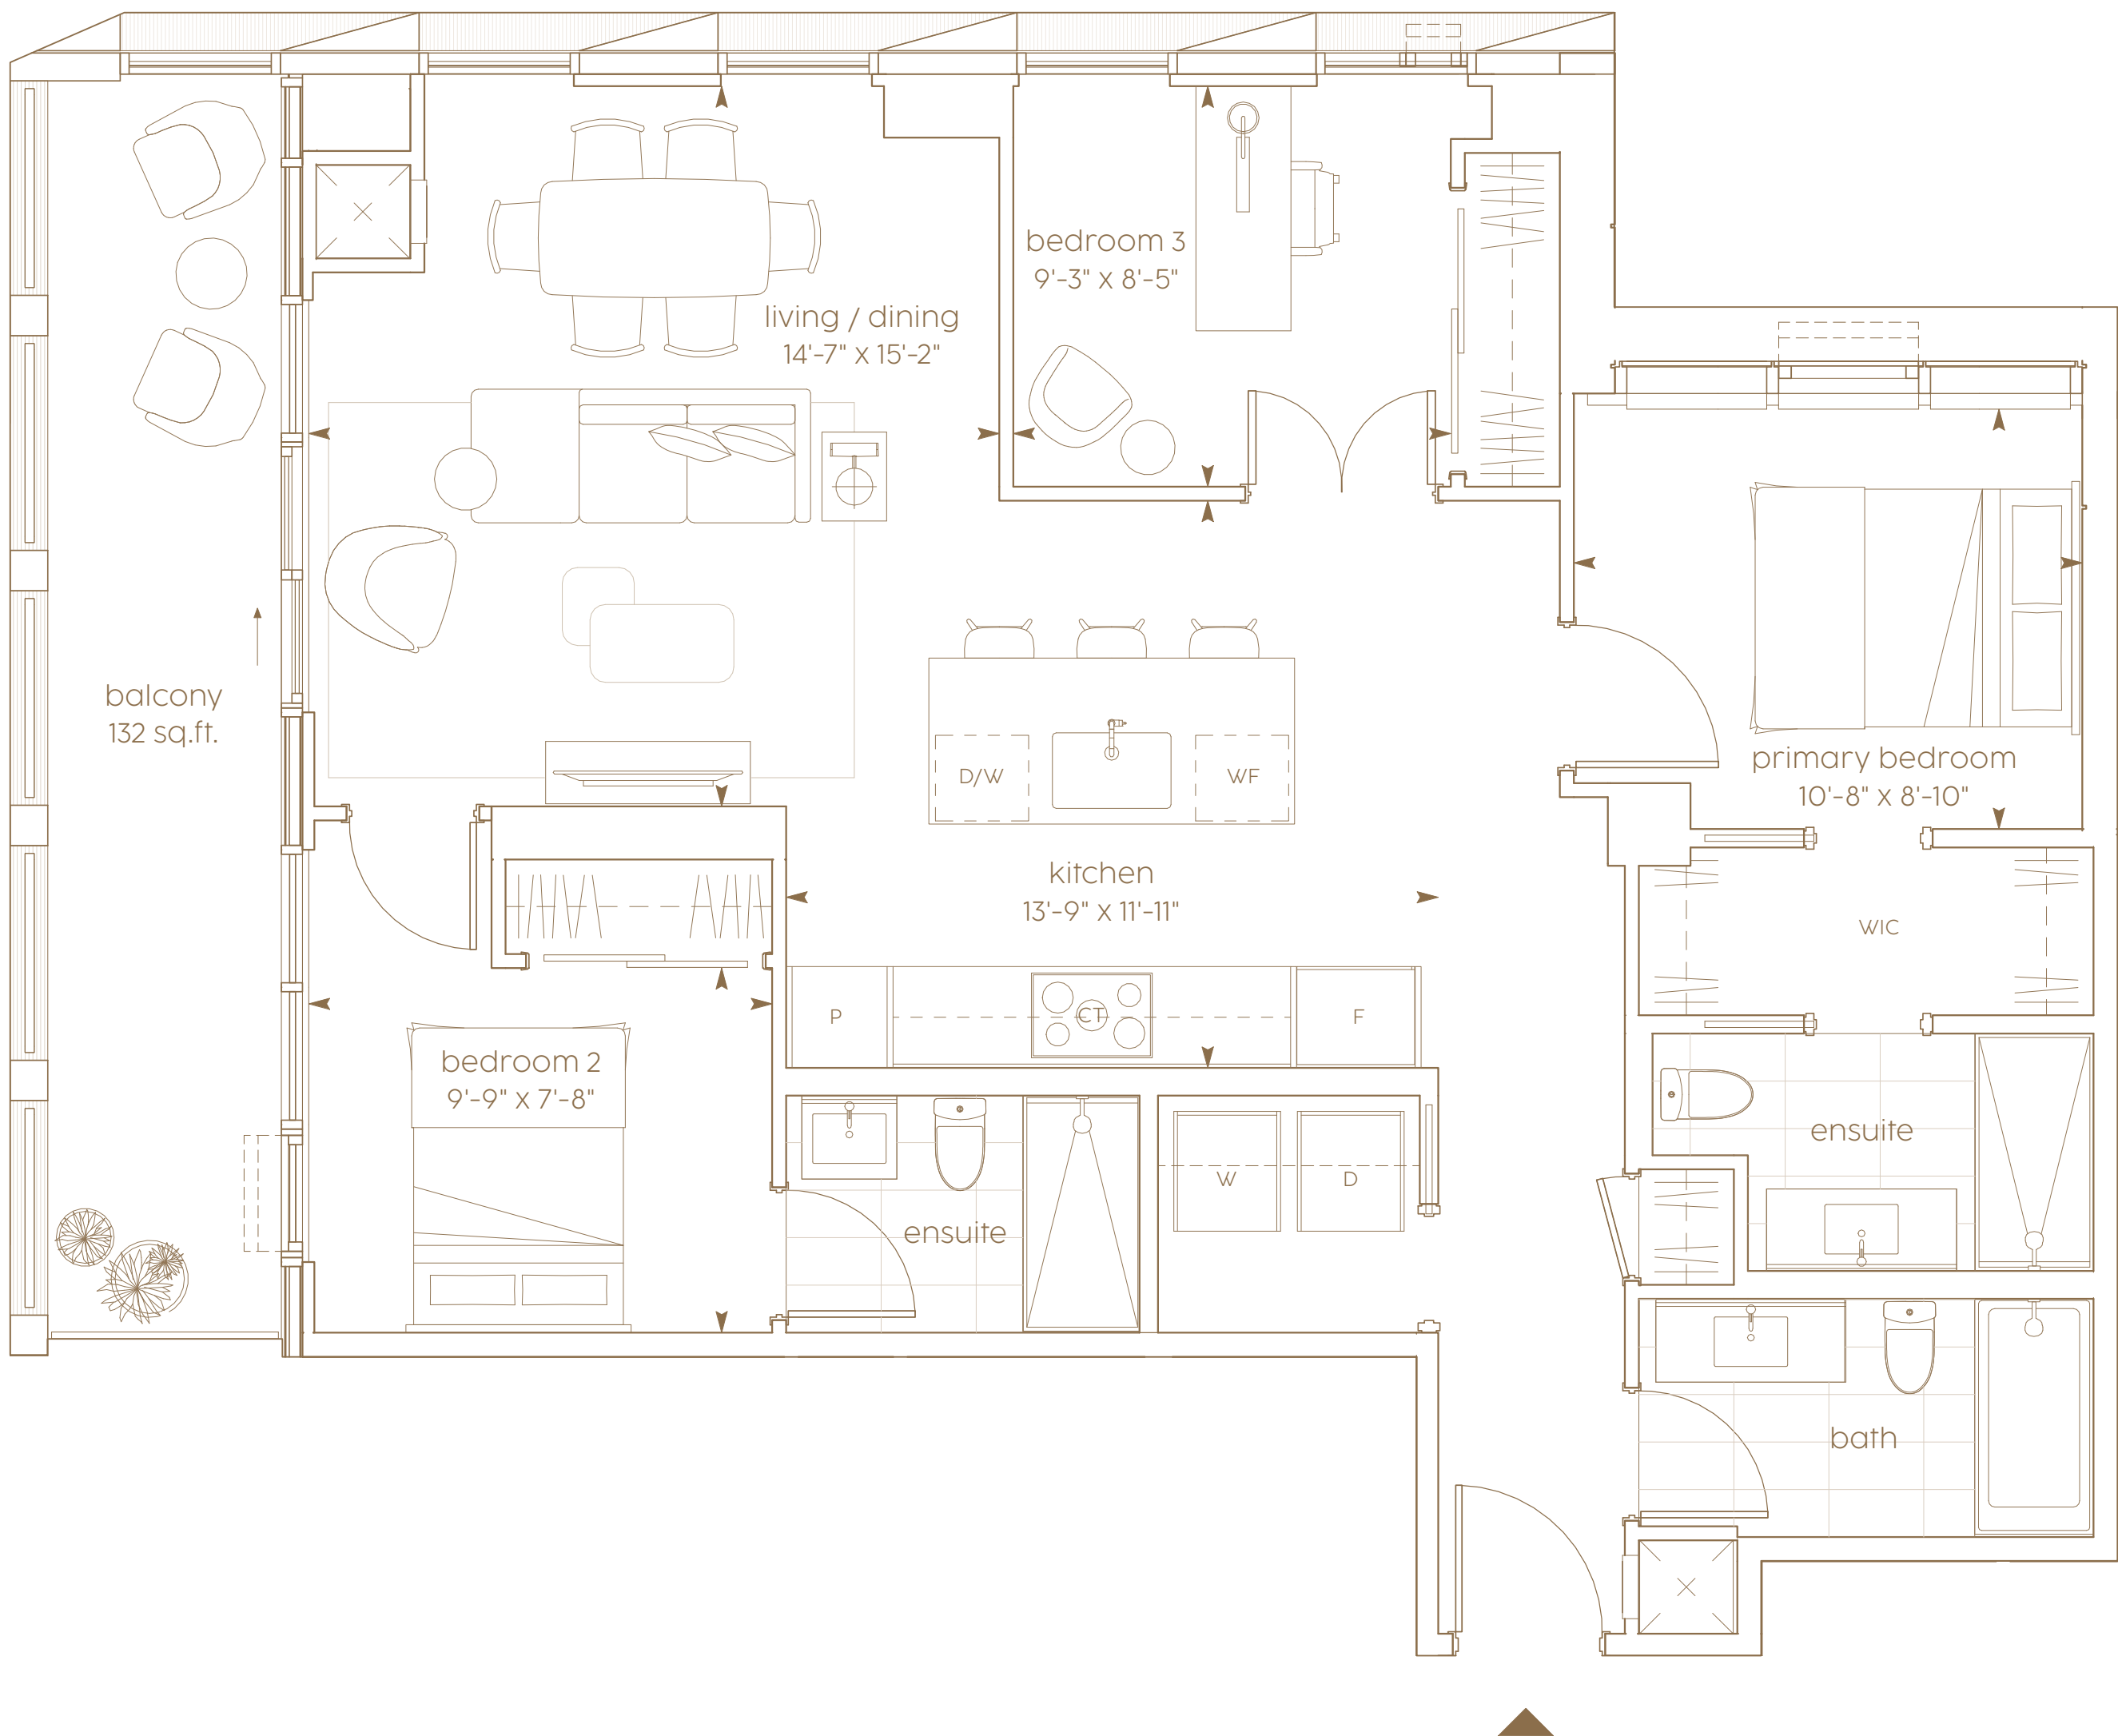 bedroom 3
9'-3" X 8'-5"
living / dining
14'-7" X 15'-2"
balcony
132 sq.ft.
primary bedroom
10'-8" X 8'-10"
D/W
WF
kitchen
13'-9" X 11'-11"
WIC
P
CT
F
bedroom 2
9'-9" X 7'-8"
ensuite
W
D
ensuite
bath